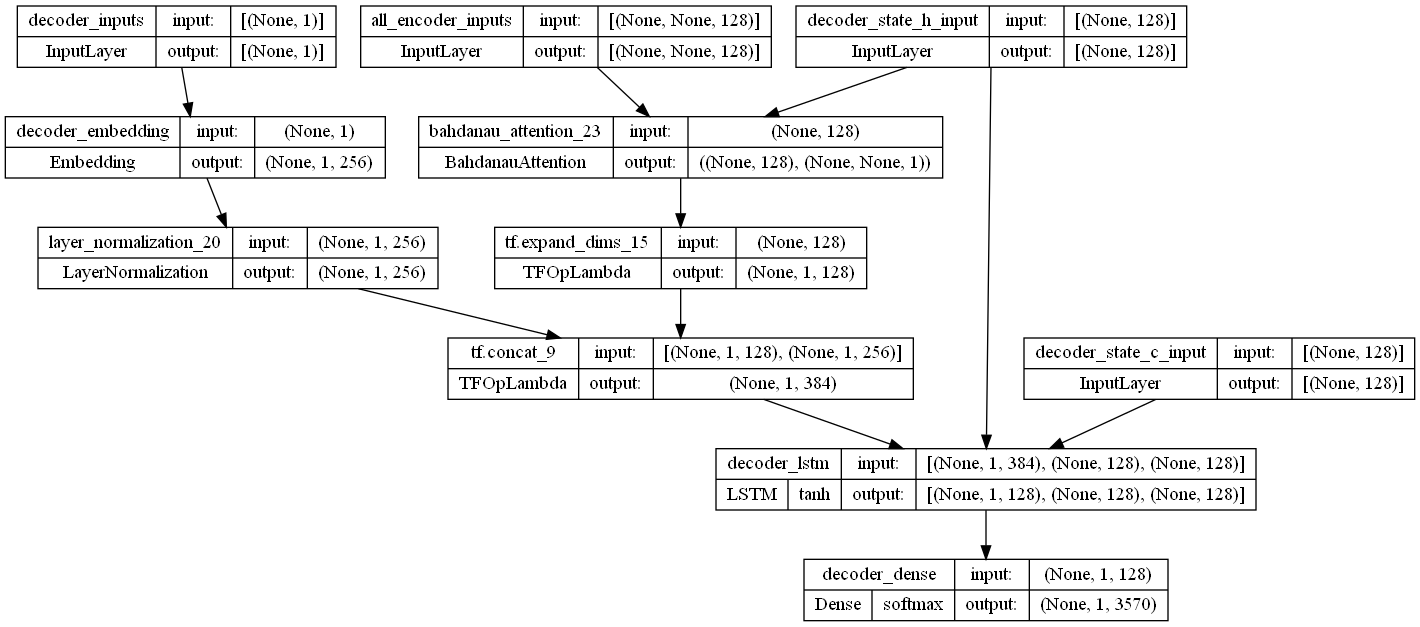 decoder_inputs input: [(None, 1)]
InputLayer output: [(None, 1)]
all_encoder_inputs input: [(None, None, 128)]
InputLayer output: [(None, None, 128)]
decoder_state_h_input input: [(None, 128)]
InputLayer output: [(None, 128)]
decoder_embedding input: (None, 1)
Embedding output: (None, 1, 256)
bahdanau_attention_23 input: (None, 128)
BahdanauAttention output: ((None, 128), (None, None, 1))
layer_normalization_20 input: (None, 1, 256)
LayerNormalization output: (None, 1, 256)
tf.expand_dims_15 input: (None, 128)
TFOpLambda output: (None, 1, 128)
tf.concat_9 input: [(None, 1, 128), (None, 1, 256)]
TFOpLambda output: (None, 1, 384)
decoder_state_c_input input: [(None, 128)]
InputLayer output: [(None, 128)]
decoder_lstm input: [(None, 1, 384), (None, 128), (None, 128)]
LSTM tanh output: [(None, 1, 128), (None, 128), (None, 128)]
decoder_dense input: (None, 1, 128)
Dense softmax output: (None, 1, 3570)